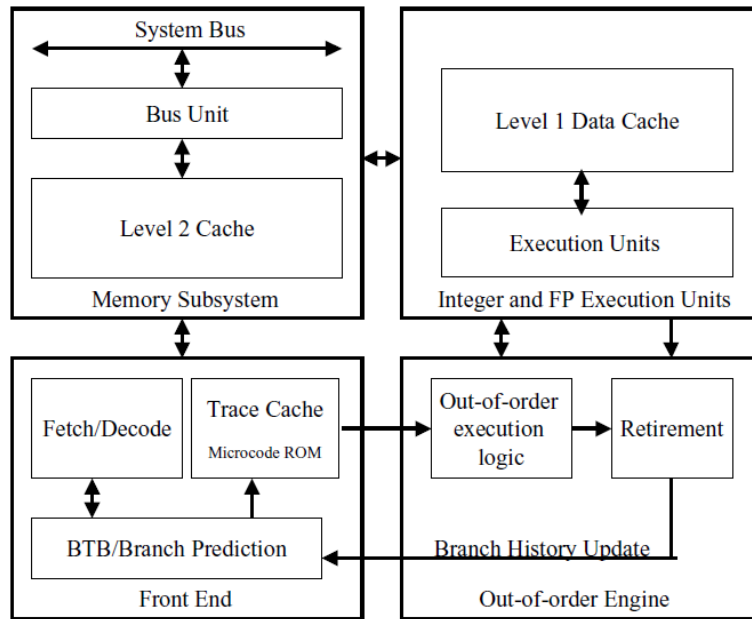 System Bus
Bus Unit
Level 2 Cache
Memory Subsystem
Level 1 Data Cache
Execution Units
Integer and FP Execution Units
Fetch/Decode
Trace Cache
Microcode ROM
BTB/Branch Prediction
Front End
Out-of-order
execution
logic
Retirement
Branch History Update
Out-of-order Engine